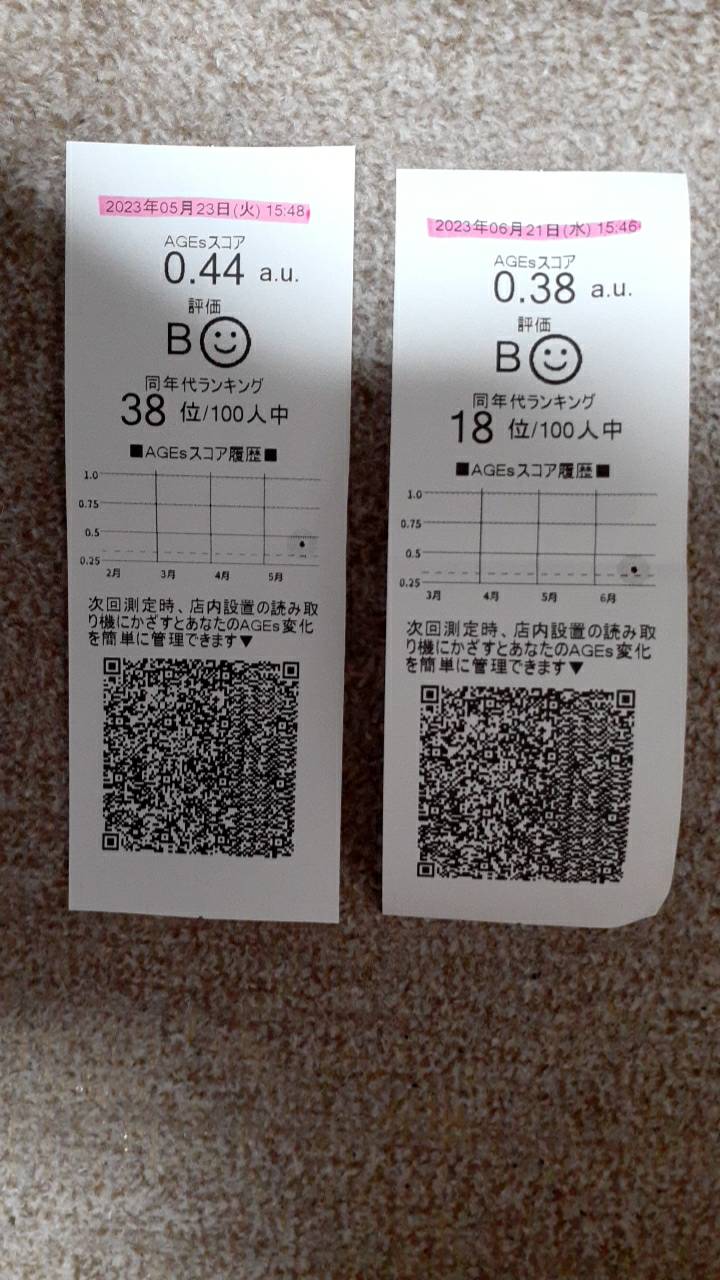 2023年05月23日(火) 15:48
AGEsスコア
0.44 a.u.
評価
B
同年代ランキング
38 位/100人中
■AGEsスコア履歴■
1.0
0.75
0.5
0.25
2月 3月 4月 5月
次回測定時、店内設置の読み取
り機にかざすとあなたのAGEs変化
を簡単に管理できます▼
2023年06月21日(水) 15:46
AGEsスコア
0.38 a.u.
評価
B
同年代ランキング
18 位/100人中
■AGEsスコア履歴■
1.0
0.75
0.5
0.25
3月 4月 5月 6月
次回測定時、店内設置の読み取
り機にかざすとあなたのAGEs変化
を簡単に管理できます▼